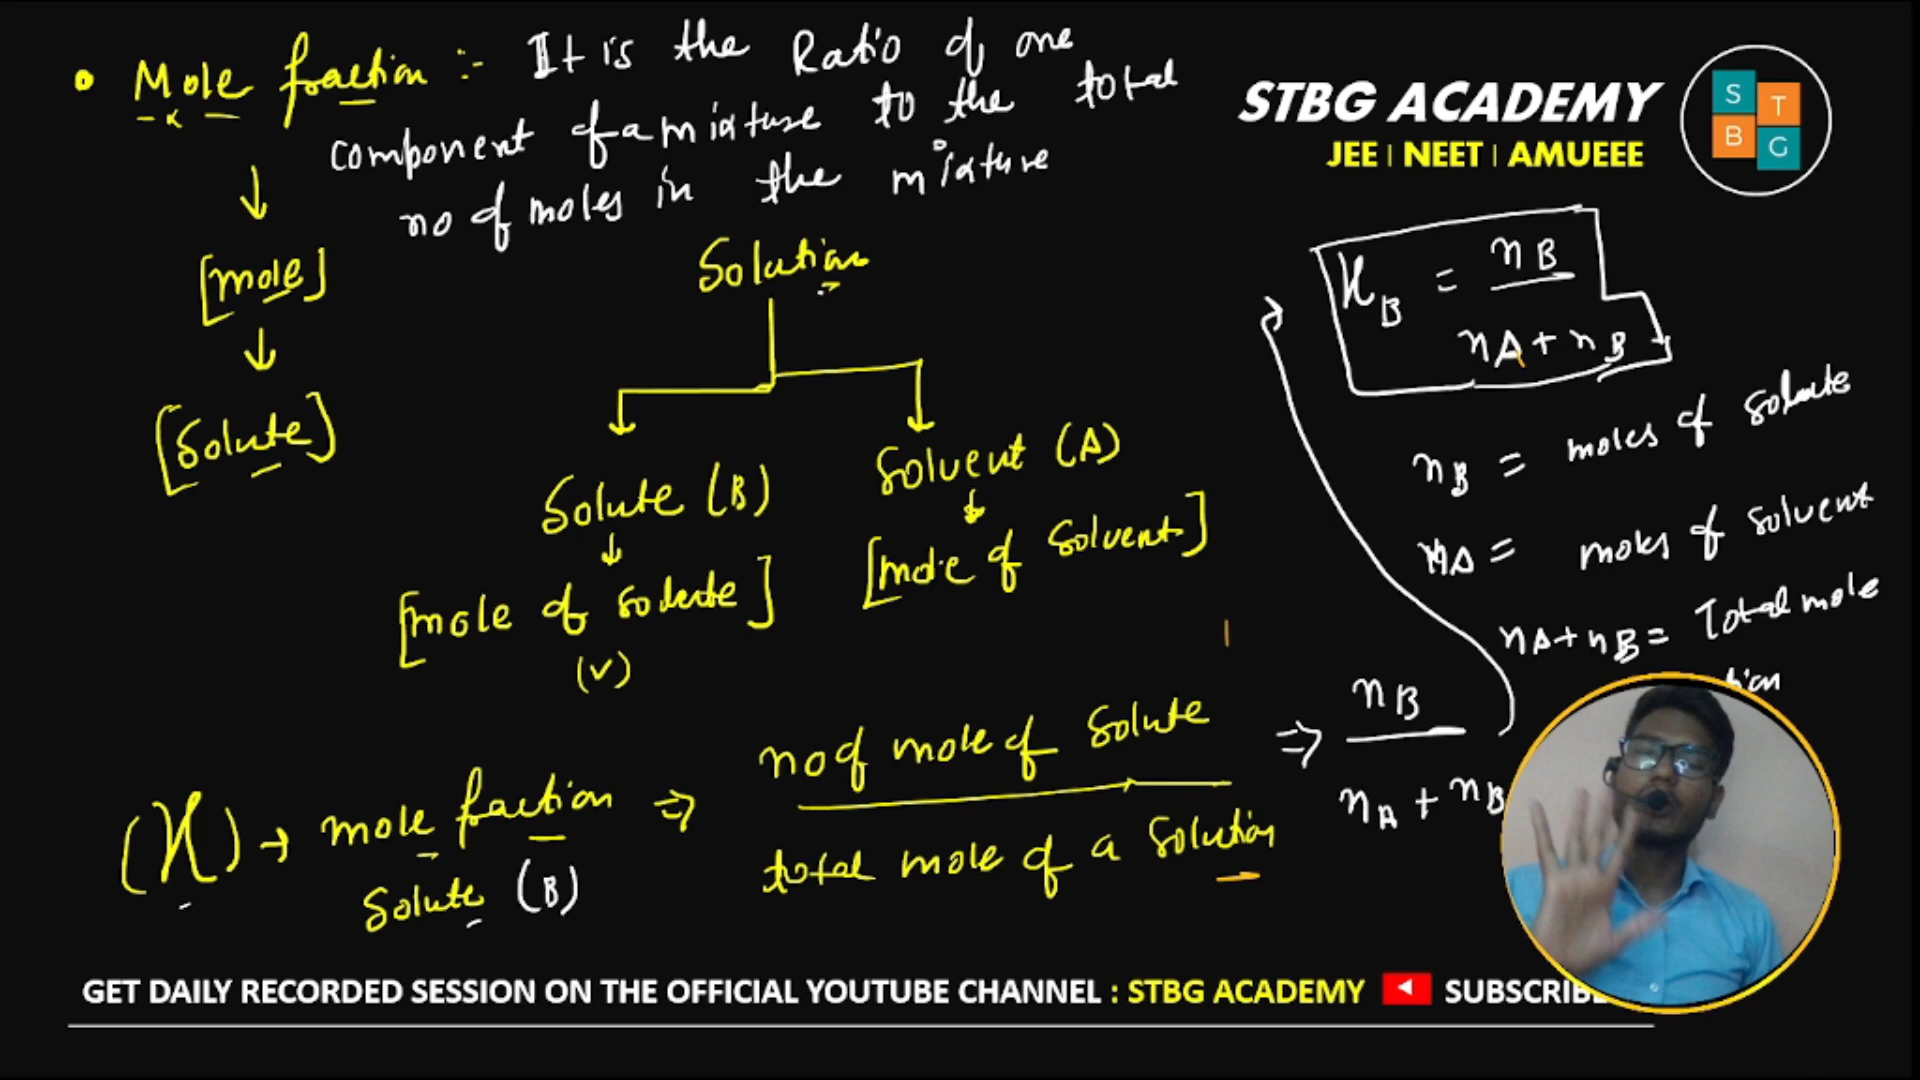 • Mole fraction :- It is the Ratio of one
component of a mixture to the total
no of moles in the mixture
STBG ACADEMY
JEE | NEET | AMUEEE
S T
B G
↓
[mole]
↓
[Solute]
Solution
Solute (B)
↓
[mole of solute]
(v)
Solvent (A)
↓
[mole of solvent]
χB = nB
nA + nB
nB = moles of solute
nA = moles of solvent
nA + nB = Total mole
(χ) → mole fraction ⇒
Solute (B)
no of mole of Solute
total mole of a Solution
⇒ nB
nA + nB
GET DAILY RECORDED SESSION ON THE OFFICIAL YOUTUBE CHANNEL : STBG ACADEMY